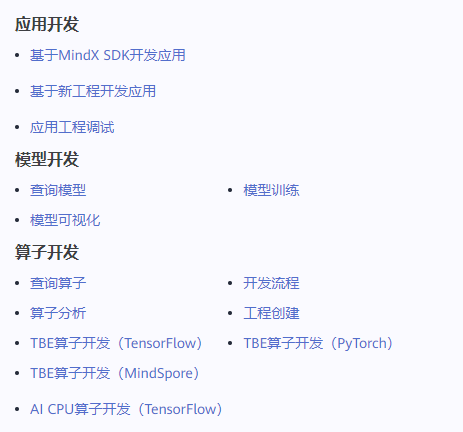 应用开发
基于MindX SDK开发应用
基于新工程开发应用
应用工程调试
模型开发
查询模型
模型训练
模型可视化
算子开发
查询算子
开发流程
算子分析
工程创建
TBE算子开发（TensorFlow）
TBE算子开发（PyTorch）
TBE算子开发（MindSpore）
AI CPU算子开发（TensorFlow）